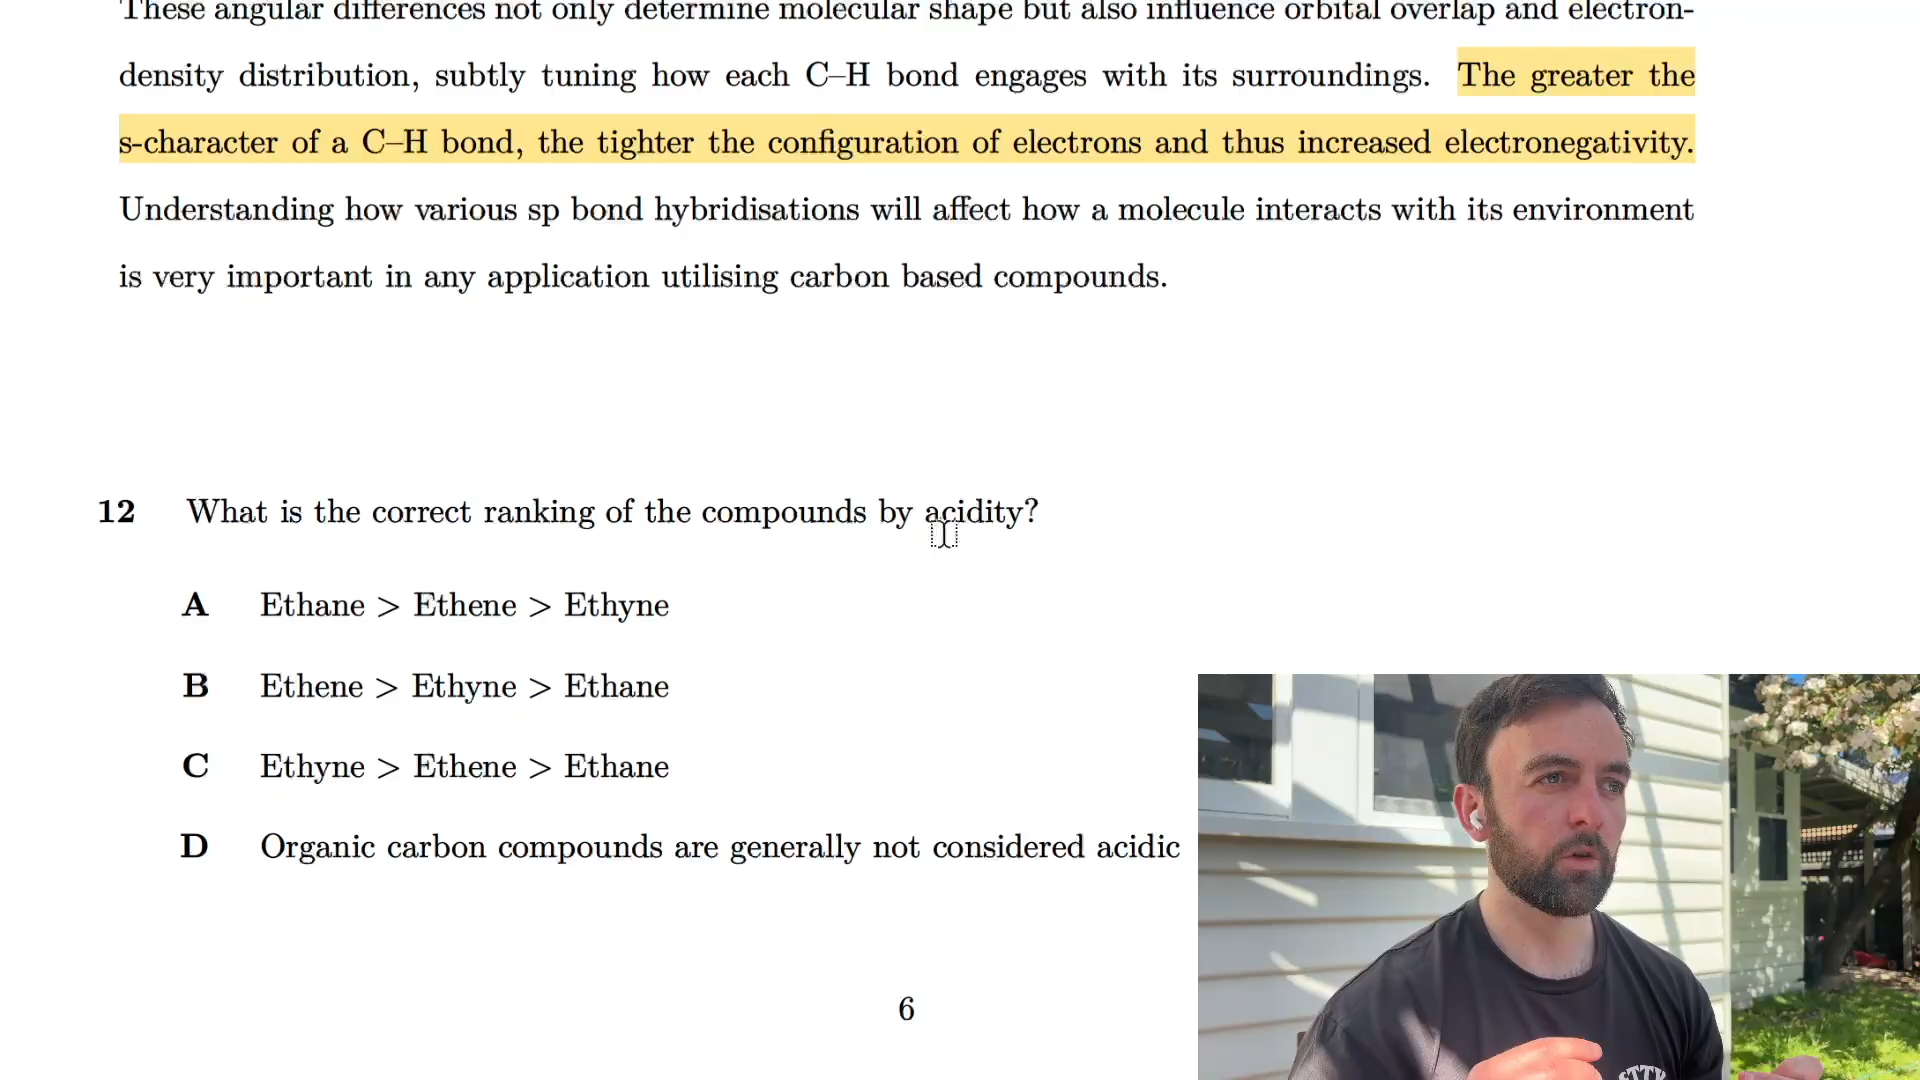 These angular differences not only determine molecular shape but also influence orbital overlap and electron-
density distribution, subtly tuning how each C–H bond engages with its surroundings. The greater the
s-character of a C–H bond, the tighter the configuration of electrons and thus increased electronegativity.
Understanding how various sp bond hybridisations will affect how a molecule interacts with its environment
is very important in any application utilising carbon based compounds.
12 What is the correct ranking of the compounds by acidity?
A Ethane > Ethene > Ethyne
B Ethene > Ethyne > Ethane
C Ethyne > Ethene > Ethane
D Organic carbon compounds are generally not considered acidic
6